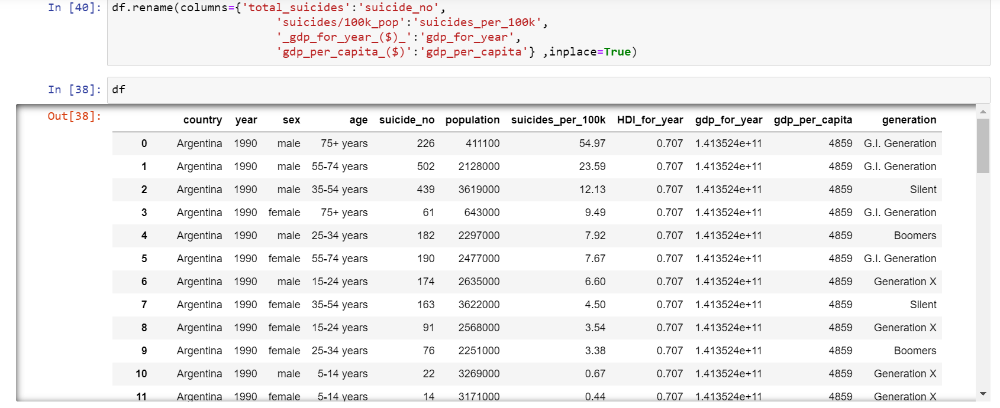 In [40]: df.rename(columns={'total_suicides':'suicide_no',
'suicides/100k_pop':'suicides_per_100k',
'_gdp_for_year_($)_':'gdp_for_year',
'gdp_per_capita_($)':'gdp_per_capita'} ,inplace=True)
In [38]: df
Out[38]:
country year sex age suicide_no population suicides_per_100k HDI_for_year gdp_for_year gdp_per_capita generation
0 Argentina 1990 male 75+ years 226 411100 54.97 0.707 1.413524e+11 4859 G.I. Generation
1 Argentina 1990 male 55-74 years 502 2128000 23.59 0.707 1.413524e+11 4859 G.I. Generation
2 Argentina 1990 male 35-54 years 439 3619000 12.13 0.707 1.413524e+11 4859 Silent
3 Argentina 1990 female 75+ years 61 643000 9.49 0.707 1.413524e+11 4859 G.I. Generation
4 Argentina 1990 male 25-34 years 182 2297000 7.92 0.707 1.413524e+11 4859 Boomers
5 Argentina 1990 female 55-74 years 190 2477000 7.67 0.707 1.413524e+11 4859 G.I. Generation
6 Argentina 1990 male 15-24 years 174 2635000 6.60 0.707 1.413524e+11 4859 Generation X
7 Argentina 1990 female 35-54 years 163 3622000 4.50 0.707 1.413524e+11 4859 Silent
8 Argentina 1990 female 15-24 years 91 2568000 3.54 0.707 1.413524e+11 4859 Generation X
9 Argentina 1990 female 25-34 years 76 2251000 3.38 0.707 1.413524e+11 4859 Boomers
10 Argentina 1990 male 5-14 years 22 3269000 0.67 0.707 1.413524e+11 4859 Generation X
11 Argentina 1990 female 5-14 years 14 3171000 0.44 0.707 1.413524e+11 4859 Generation X